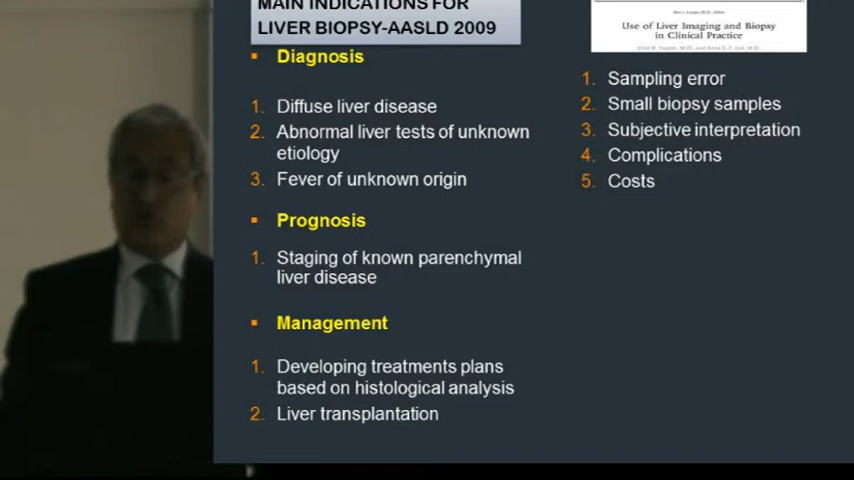 MAIN INDICATIONS FOR
LIVER BIOPSY-AASLD 2009
Diagnosis
1. Diffuse liver disease
2. Abnormal liver tests of unknown
etiology
3. Fever of unknown origin
Prognosis
1. Staging of known parenchymal
liver disease
Management
1. Developing treatments plans
based on histological analysis
2. Liver transplantation
Use of Liver Imaging and Biopsy
in Clinical Practice
1. Sampling error
2. Small biopsy samples
3. Subjective interpretation
4. Complications
5. Costs